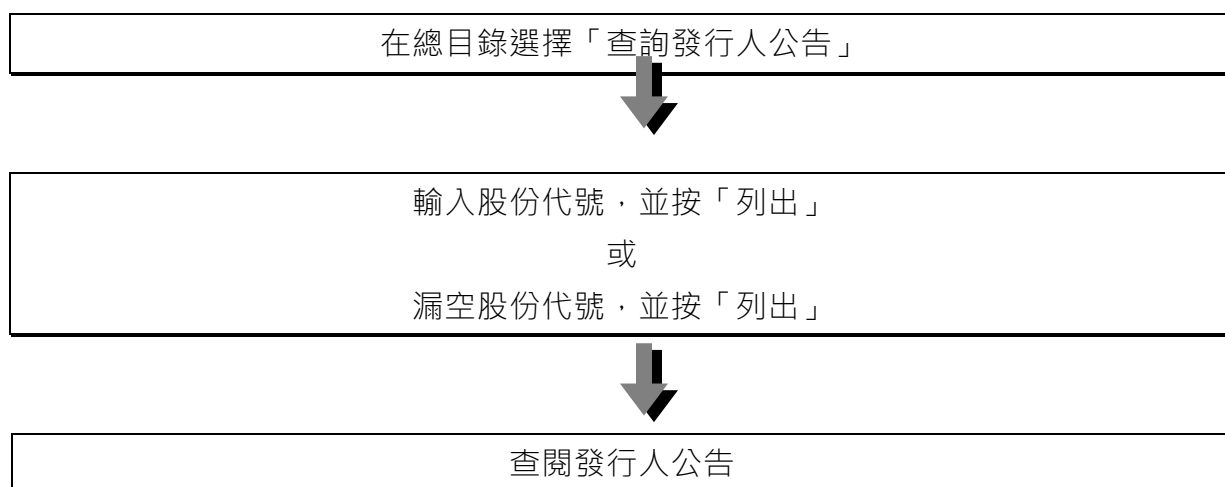 在總目錄選擇「查詢發行人公告」
輸入股份代號，並按「列出」
或
漏空股份代號，並按「列出」
查閱發行人公告